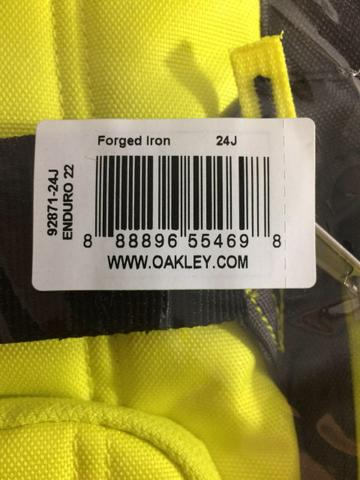 Forged Iron 24J
92871-24J
ENDURO 22
8 88896 55469 8
WWW.OAKLEY.COM